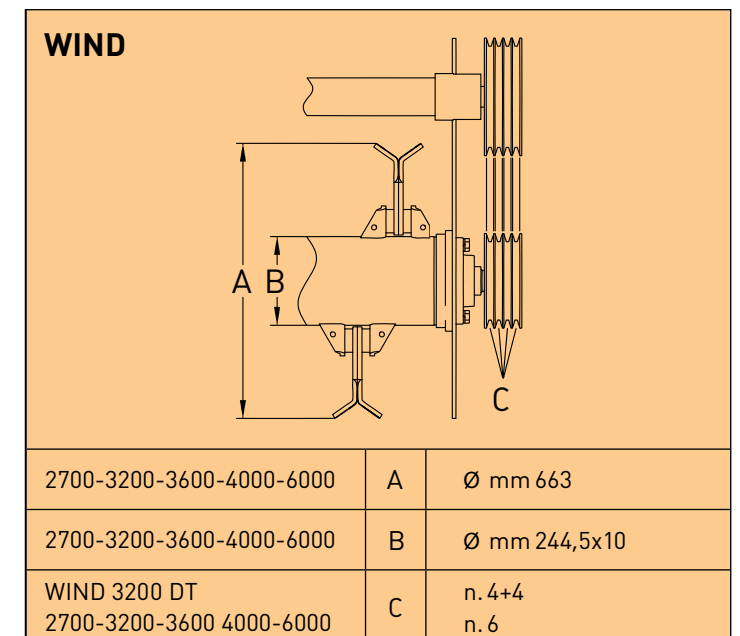 WIND
A
B
C
2700-3200-3600-4000-6000 A Ø mm 663
2700-3200-3600-4000-6000 B Ø mm 244,5x10
WIND 3200 DT
2700-3200-3600 4000-6000
C
n. 4+4
n. 6